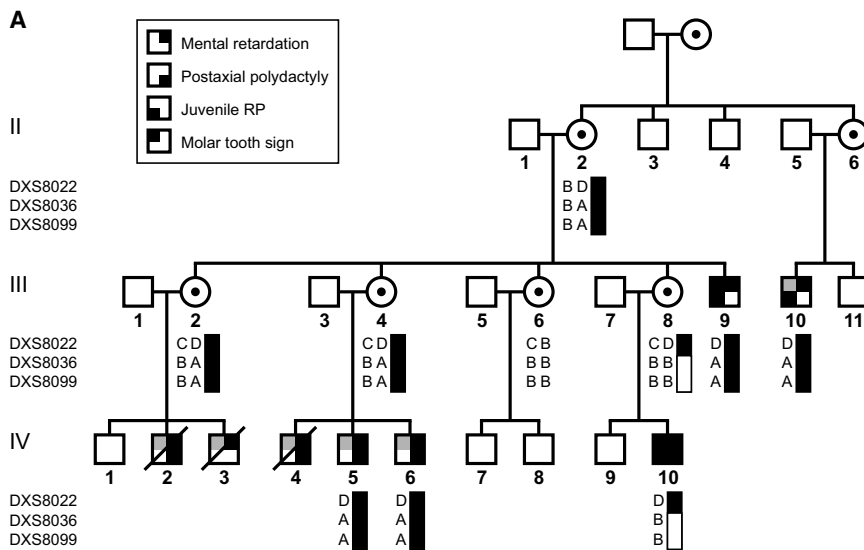 A
Mental retardation
Postaxial polydactyly
Juvenile RP
Molar tooth sign
II
1 2 3 4 5 6
DXS8022 B D
DXS8036 B A
DXS8099 B A
III
1 2 3 4 5 6 7 8 9 10 11
DXS8022 C D C D C B C D D D
DXS8036 B A B A B B B B A A
DXS8099 B A B A B B B B A A
IV
1 2 3 4 5 6 7 8 9 10
DXS8022 D D D
DXS8036 A A B
DXS8099 A A B